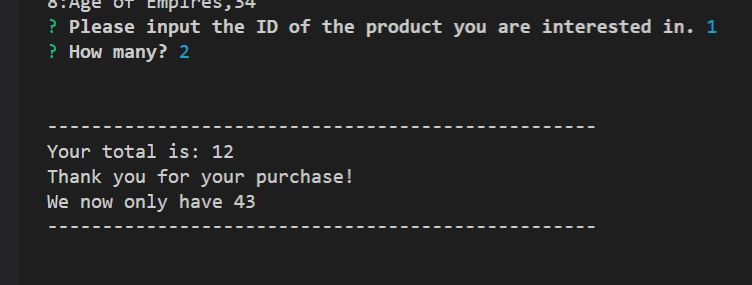 8:Age of Empires,34
? Please input the ID of the product you are interested in. 1
? How many? 2
--------------------------------------------------
Your total is: 12
Thank you for your purchase!
We now only have 43
--------------------------------------------------